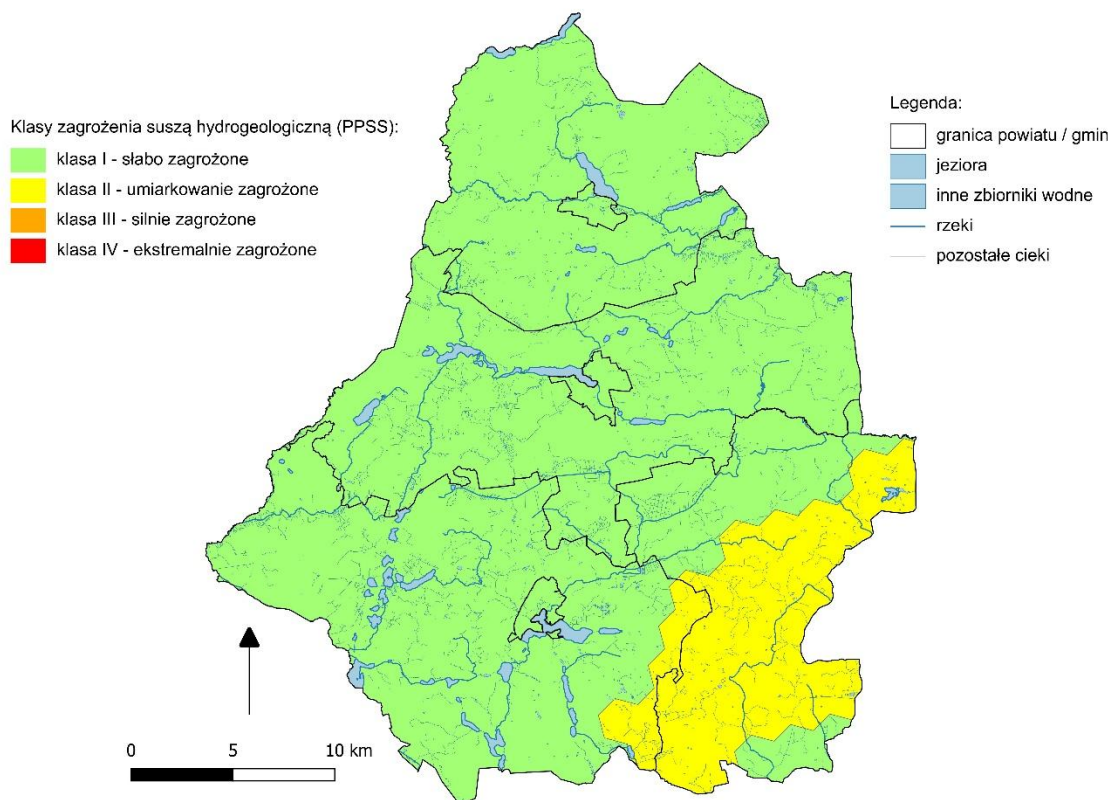 Klasy zagrożenia suszą hydrogeologiczną (PPSS):
klasa I - słabo zagrożone
klasa II - umiarkowanie zagrożone
klasa III - silnie zagrożone
klasa IV - ekstremalnie zagrożone
Legenda:
granica powiatu / gmin
jeziora
inne zbiorniki wodne
rzeki
pozostałe cieki
0 5 10 km